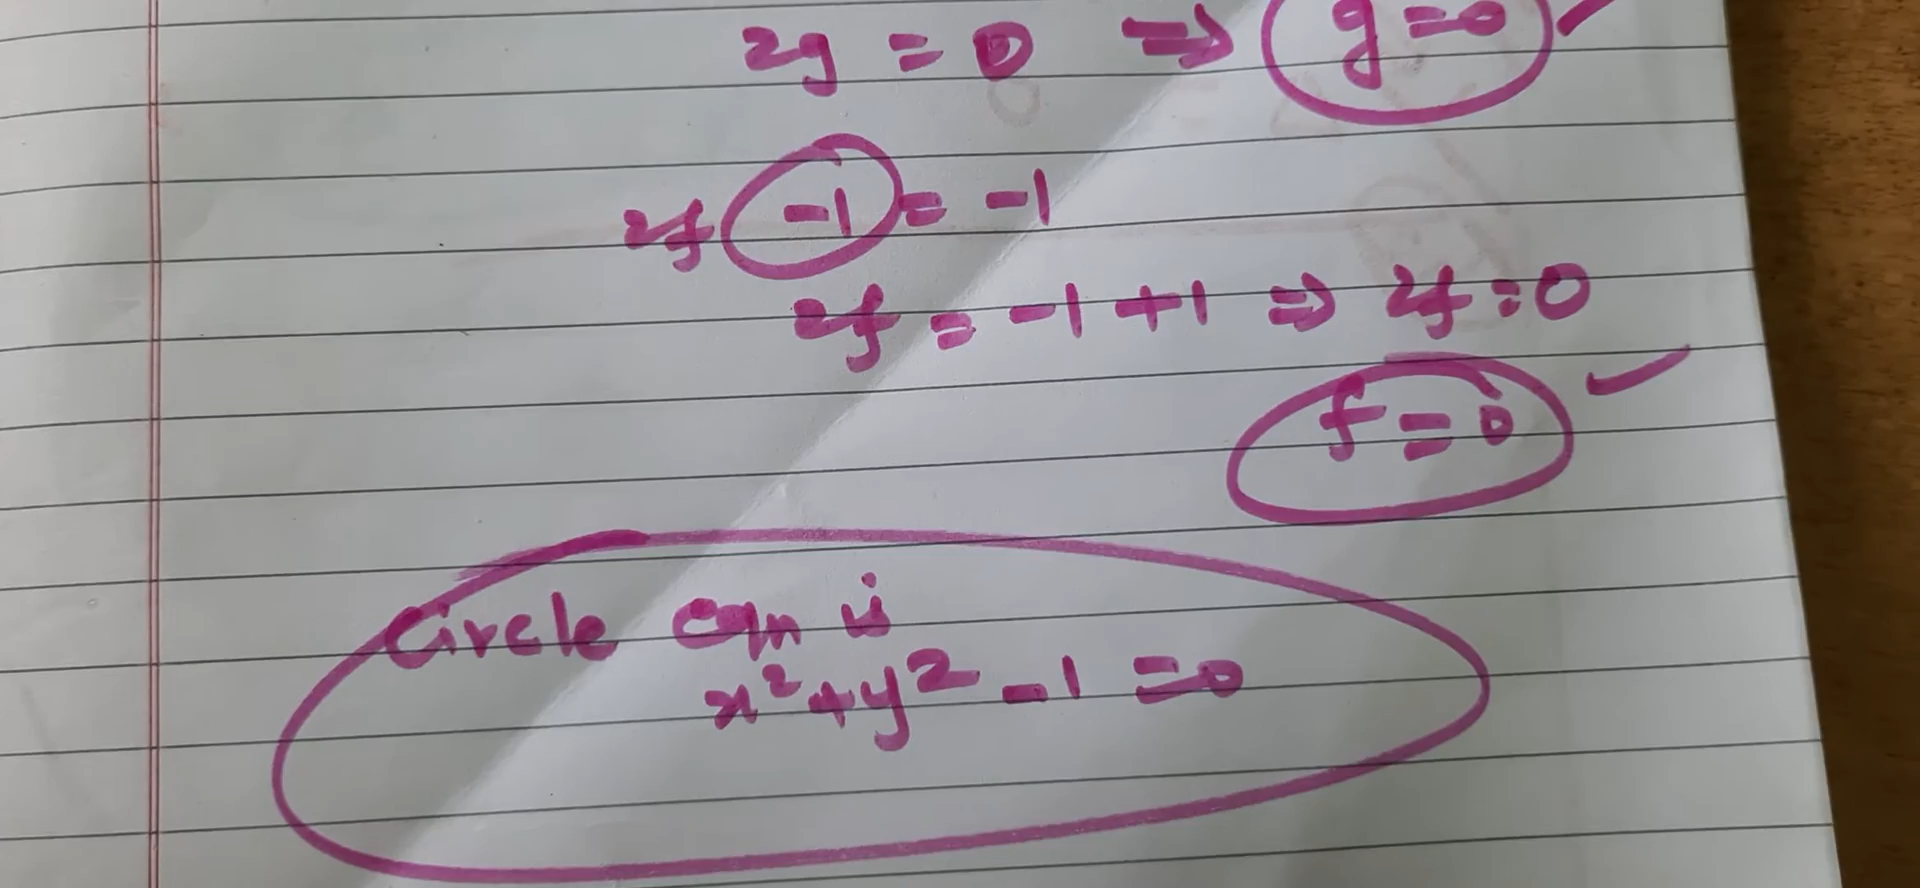 2g = 0 ⇒ g = 0 ✓
2f - 1 = - 1
2f = - 1 + 1 ⇒ 2f = 0
f = 0 ✓
Circle eqn is
x² + y² - 1 = 0